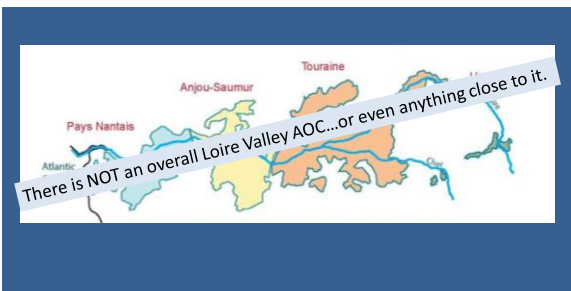 Touraine
Anjou-Saumur
Pays Nantais
There is NOT an overall Loire Valley AOC…or even anything close to it.
Atlantic
Cher